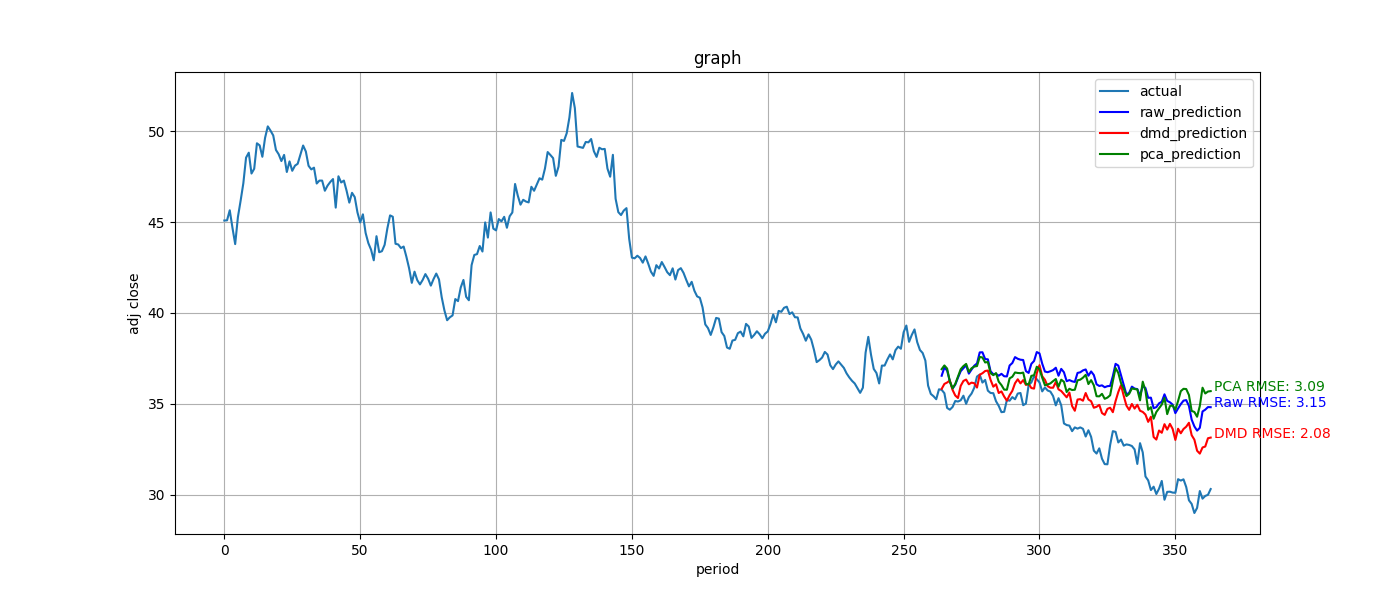 graph
actual
raw_prediction
dmd_prediction
pca_prediction
adj close
50
45
40
35
30
PCA RMSE: 3.09
Raw RMSE: 3.15
DMD RMSE: 2.08
0 50 100 150 200 250 300 350
period